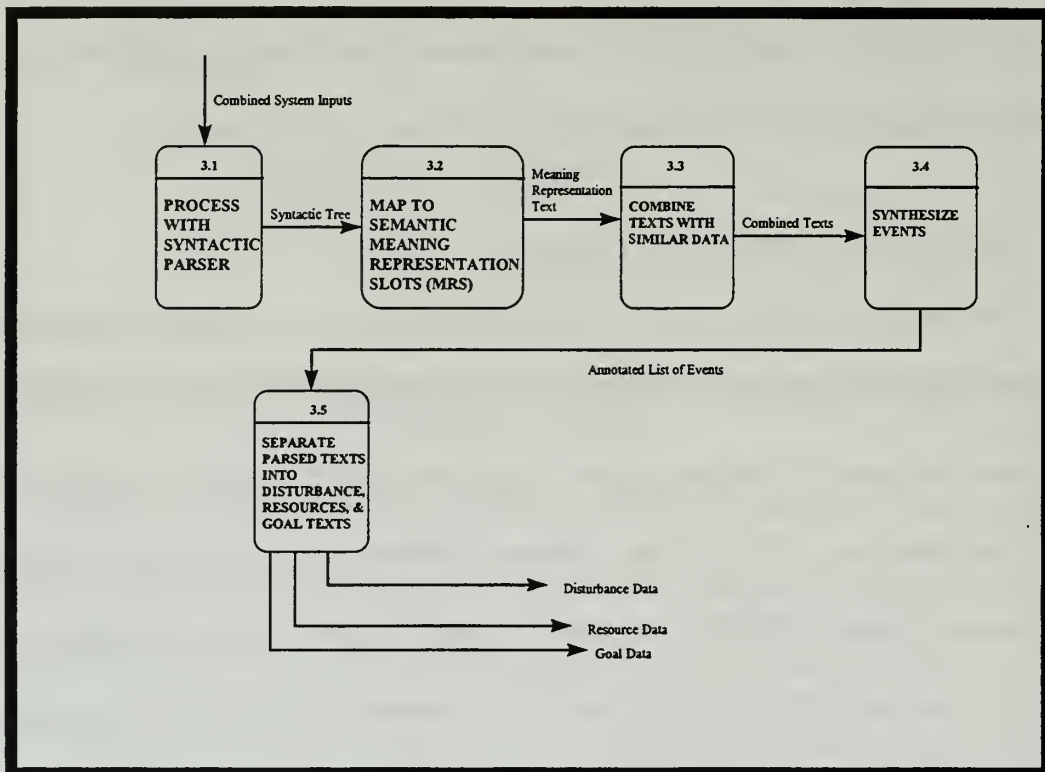 Combined System Inputs
3.1
PROCESS
WITH
SYNTACTIC
PARSER
Syntactic Tree
3.2
MAP TO
SEMANTIC
MEANING
REPRESENTATION
SLOTS (MRS)
Meaning
Representation
Text
3.3
COMBINE
TEXTS WITH
SIMILAR DATA
Combined Texts
3.4
SYNTHESIZE
EVENTS
Annotated List of Events
3.5
SEPARATE
PARSED TEXTS
INTO
DISTURBANCE,
RESOURCES, &
GOAL TEXTS
Disturbance Data
Resource Data
Goal Data